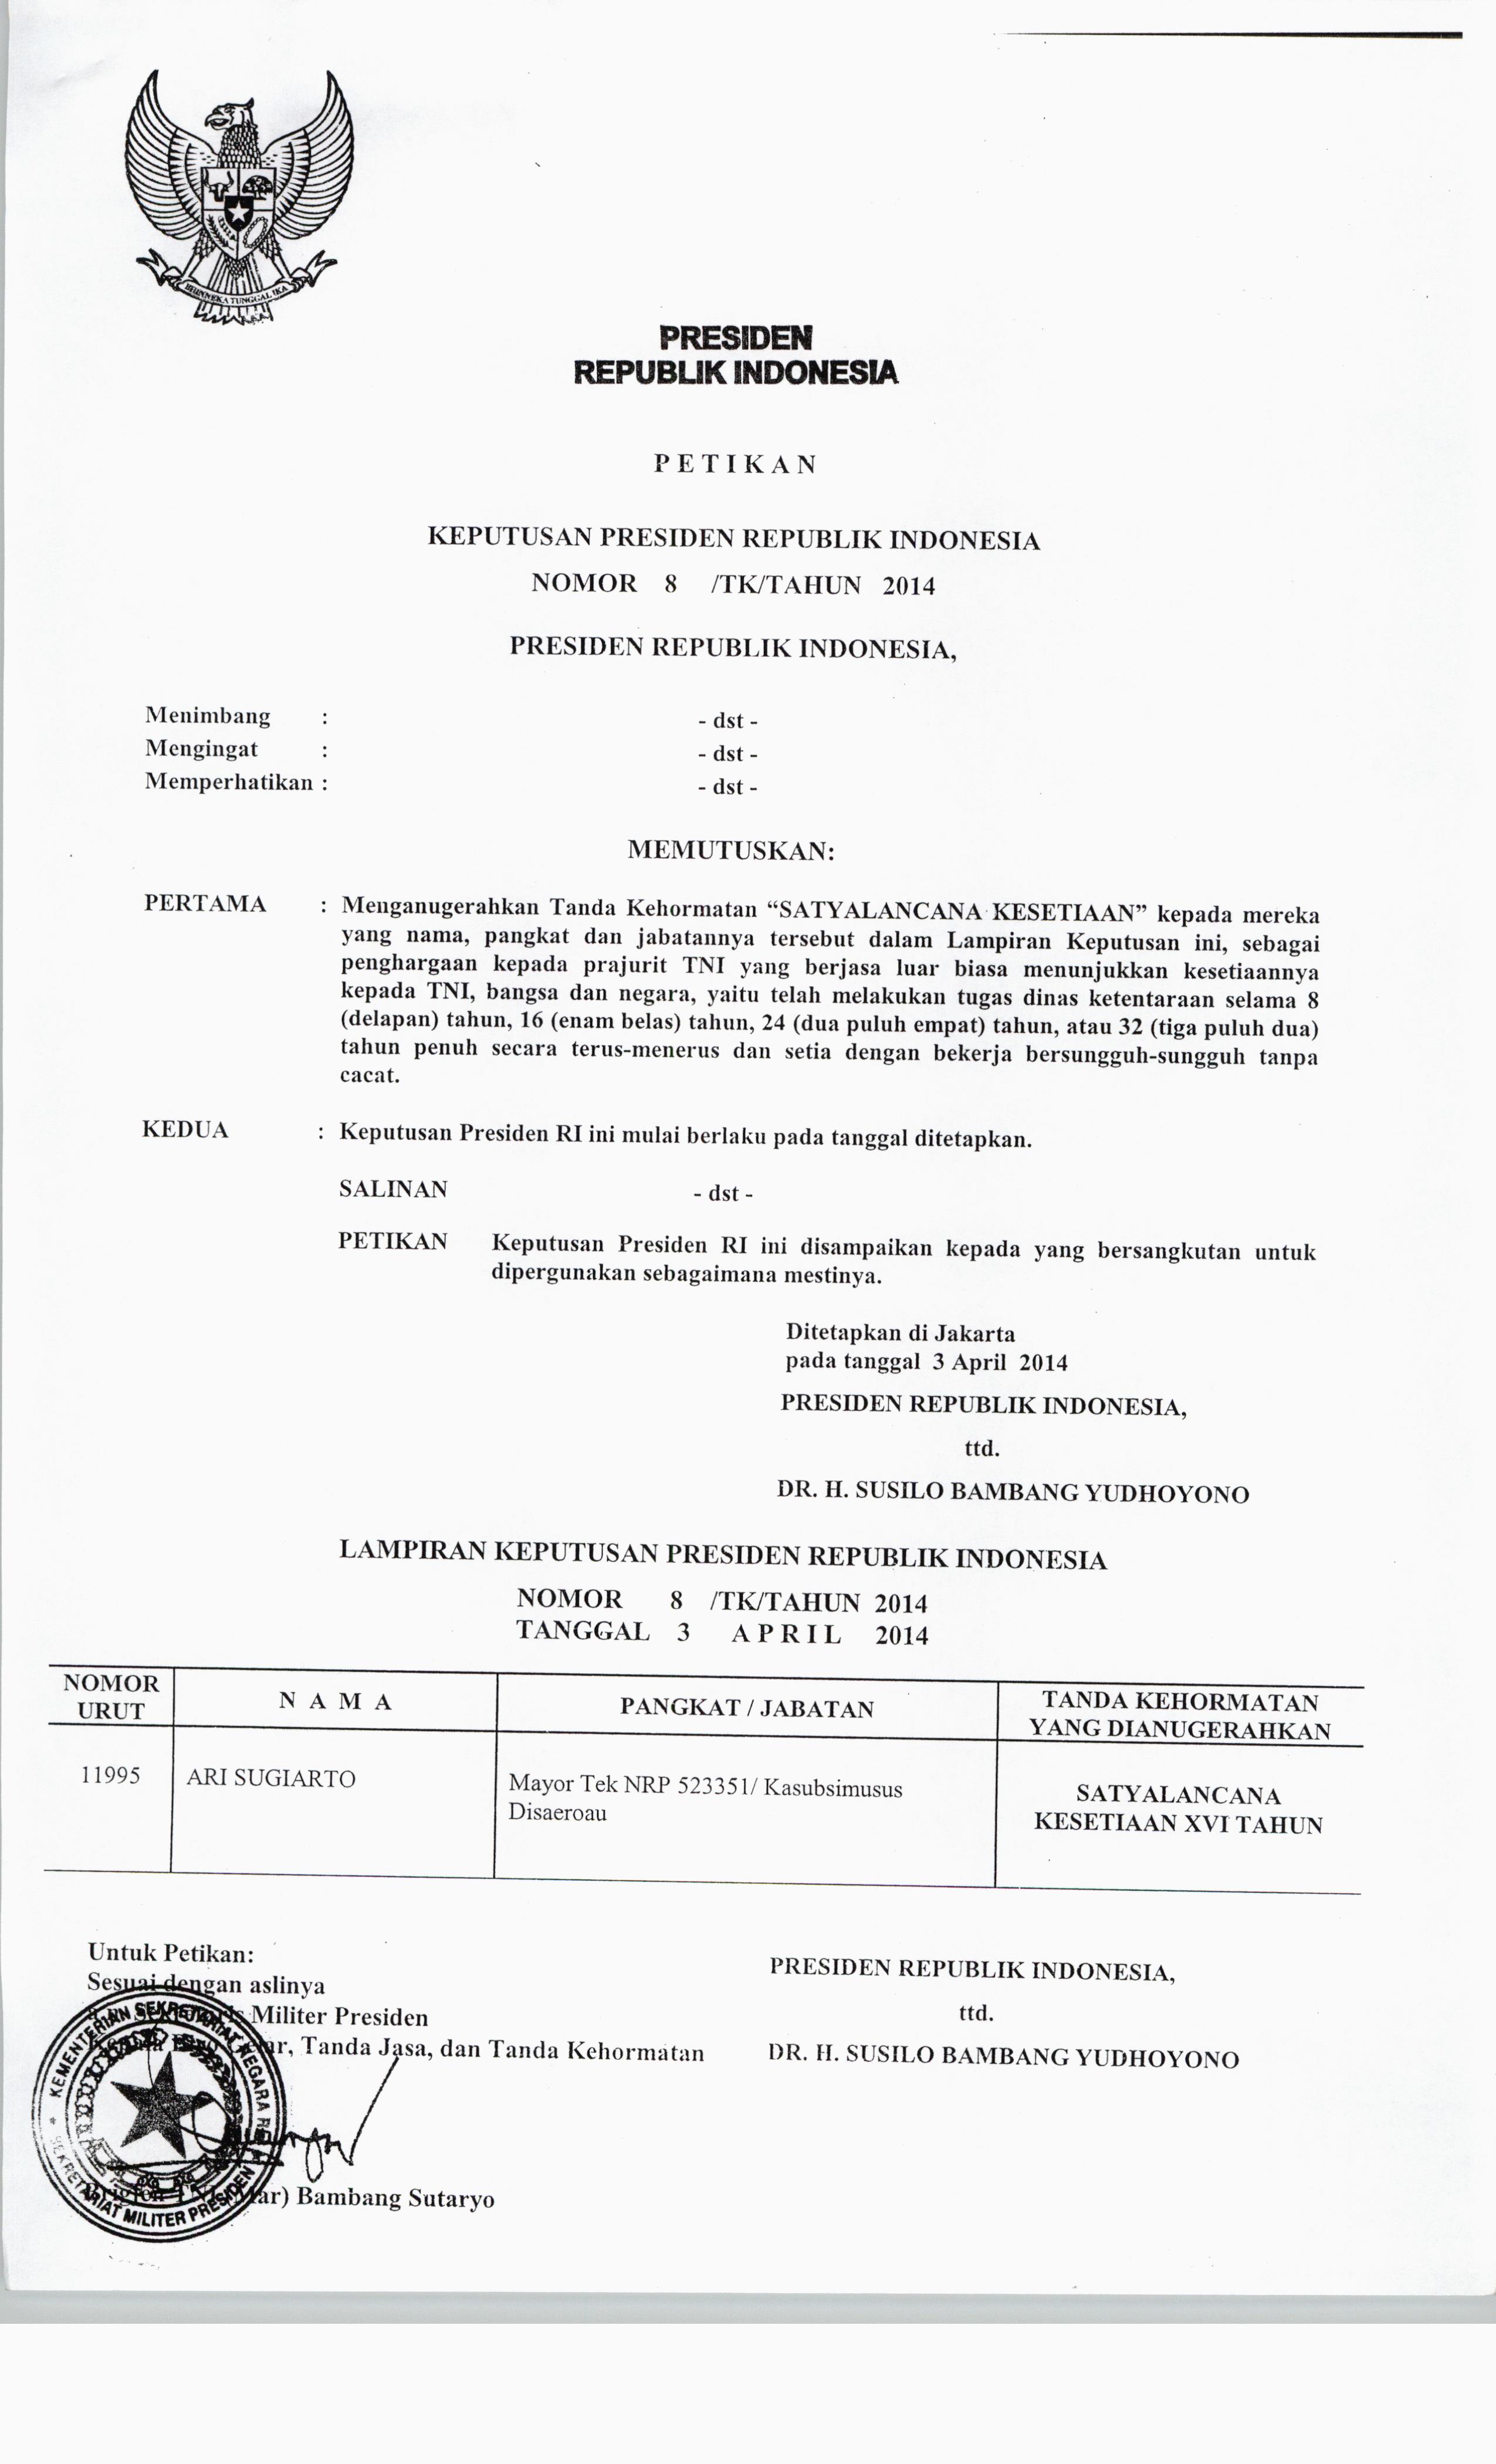 BHINNEKA TUNGGAL IKA
PRESIDEN
REPUBLIK INDONESIA
P E T I K A N
KEPUTUSAN PRESIDEN REPUBLIK INDONESIA
NOMOR 8 /TK/TAHUN 2014
PRESIDEN REPUBLIK INDONESIA,
Menimbang : - dst -
Mengingat : - dst -
Memperhatikan : - dst -
MEMUTUSKAN:
PERTAMA : Menganugerahkan Tanda Kehormatan “SATYALANCANA KESETIAAN” kepada mereka
yang nama, pangkat dan jabatannya tersebut dalam Lampiran Keputusan ini, sebagai
penghargaan kepada prajurit TNI yang berjasa luar biasa menunjukkan kesetiaannya
kepada TNI, bangsa dan negara, yaitu telah melakukan tugas dinas ketentaraan selama 8
(delapan) tahun, 16 (enam belas) tahun, 24 (dua puluh empat) tahun, atau 32 (tiga puluh dua)
tahun penuh secara terus-menerus dan setia dengan bekerja bersungguh-sungguh tanpa
cacat.
KEDUA : Keputusan Presiden RI ini mulai berlaku pada tanggal ditetapkan.
SALINAN - dst -
PETIKAN Keputusan Presiden RI ini disampaikan kepada yang bersangkutan untuk
dipergunakan sebagaimana mestinya.
Ditetapkan di Jakarta
pada tanggal 3 April 2014
PRESIDEN REPUBLIK INDONESIA,
ttd.
DR. H. SUSILO BAMBANG YUDHOYONO
LAMPIRAN KEPUTUSAN PRESIDEN REPUBLIK INDONESIA
NOMOR 8 /TK/TAHUN 2014
TANGGAL 3 A P R I L 2014
NOMOR URUT N A M A PANGKAT / JABATAN TANDA KEHORMATAN YANG DIANUGERAHKAN
11995 ARI SUGIARTO Mayor Tek NRP 523351/ Kasubsimusus Disaeroau SATYALANCANA KESETIAAN XVI TAHUN
Untuk Petikan:
Sesuai dengan aslinya
Militer Presiden
Tanda Jasa, dan Tanda Kehormatan
Bambang Sutaryo
KEMENTERIAN SEKRETARIAT NEGARA
SEKRETARIAT MILITER PRESIDEN
PRESIDEN REPUBLIK INDONESIA,
ttd.
DR. H. SUSILO BAMBANG YUDHOYONO